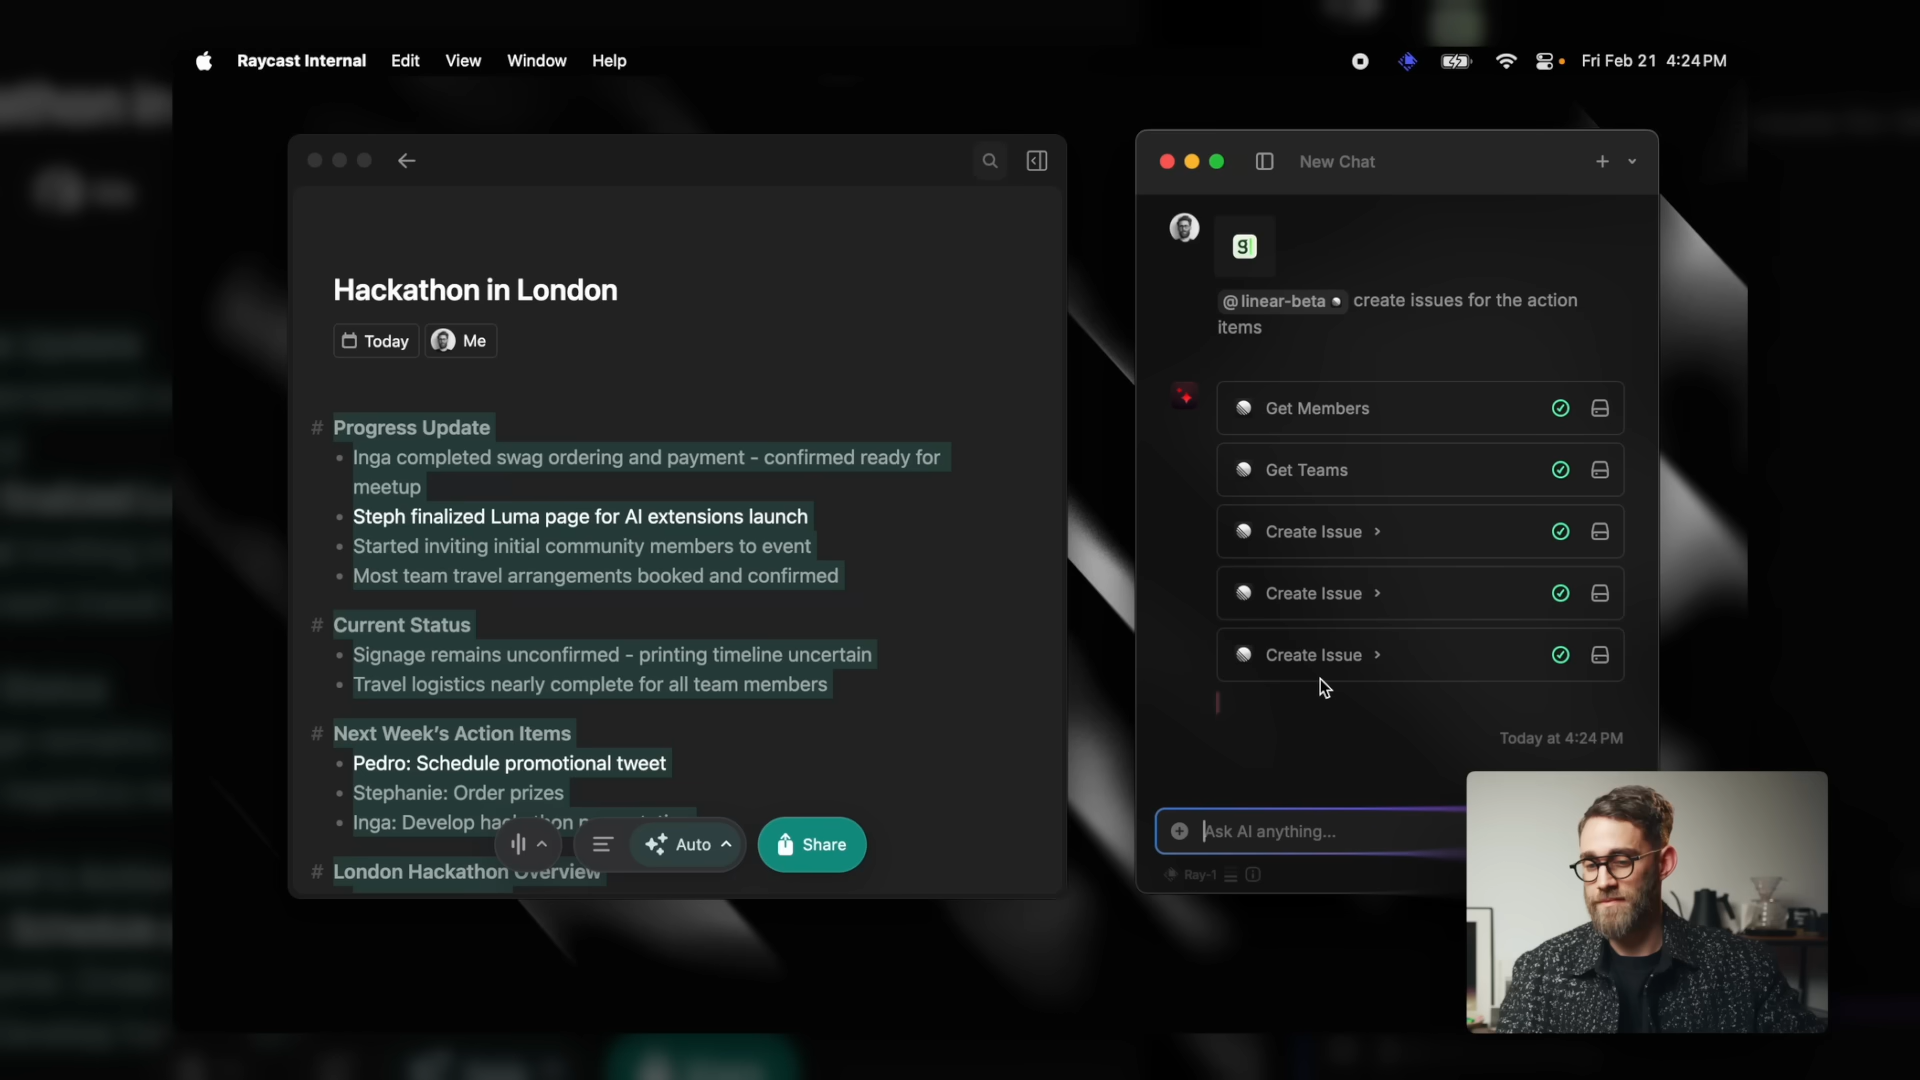 Raycast Internal Edit View Window Help
Fri Feb 21 4:24 PM
Hackathon in London
Today
Me
# Progress Update
• Inga completed swag ordering and payment - confirmed ready for
meetup
• Steph finalized Luma page for AI extensions launch
• Started inviting initial community members to event
• Most team travel arrangements booked and confirmed
# Current Status
• Signage remains unconfirmed - printing timeline uncertain
• Travel logistics nearly complete for all team members
# Next Week's Action Items
• Pedro: Schedule promotional tweet
• Stephanie: Order prizes
• Inga: Develop
# London Hackathon Overview
Auto
Share
New Chat
g
@linear-beta create issues for the action
items
Get Members
Get Teams
Create Issue
Create Issue
Create Issue
Today at 4:24 PM
Ask AI anything...
Ray-1